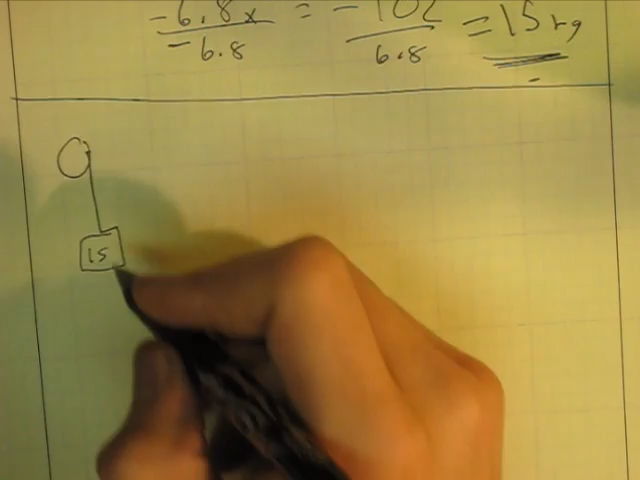 -6.8x = -102 = 15 kg
-6.8 6.8
15